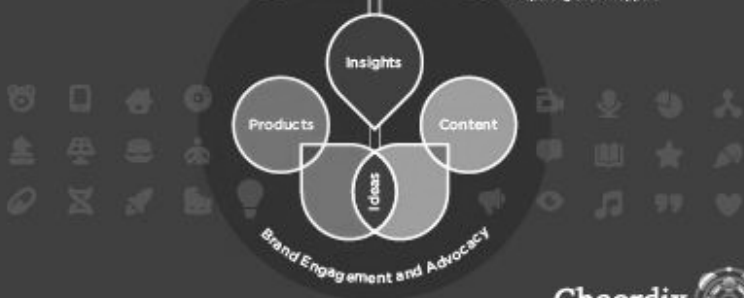 Insights
Products
Content
Ideas
Brand Engagement and Advocacy